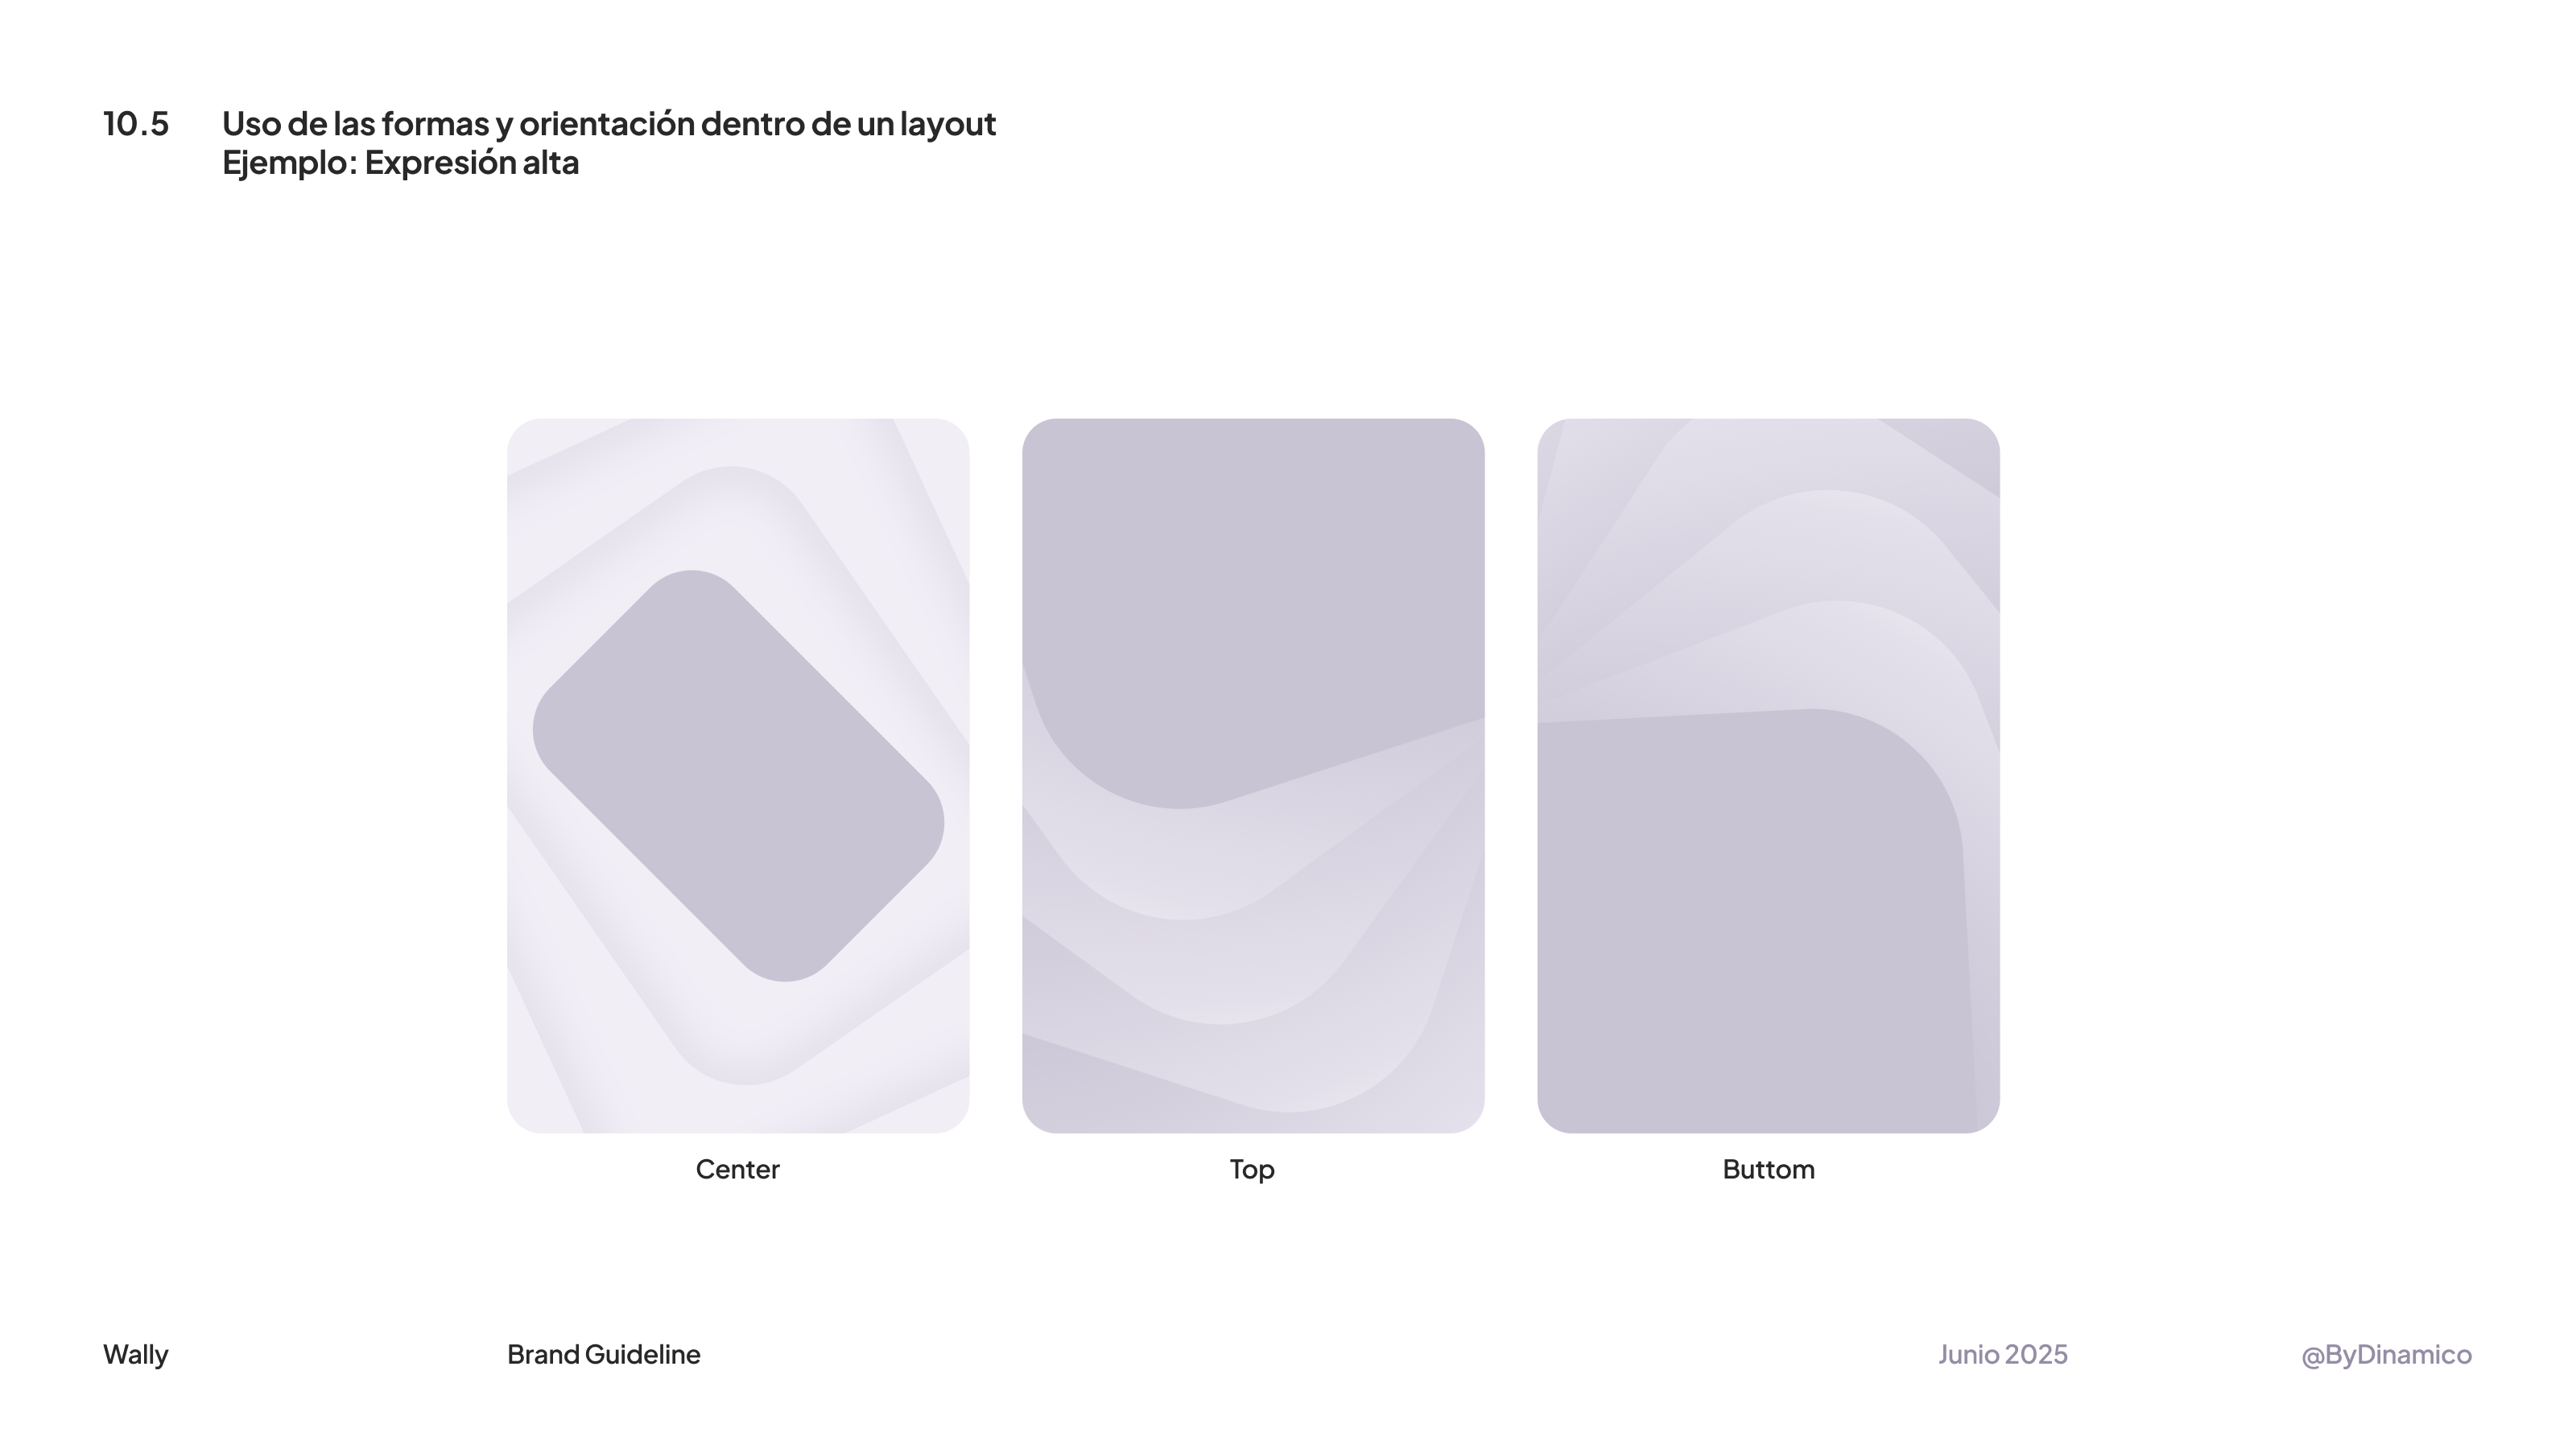 10.5
Uso de las formas y orientación dentro de un layout
Ejemplo: Expresión alta
Center
Top
Buttom
Wally
Brand Guideline
Junio 2025
@ByDinamico